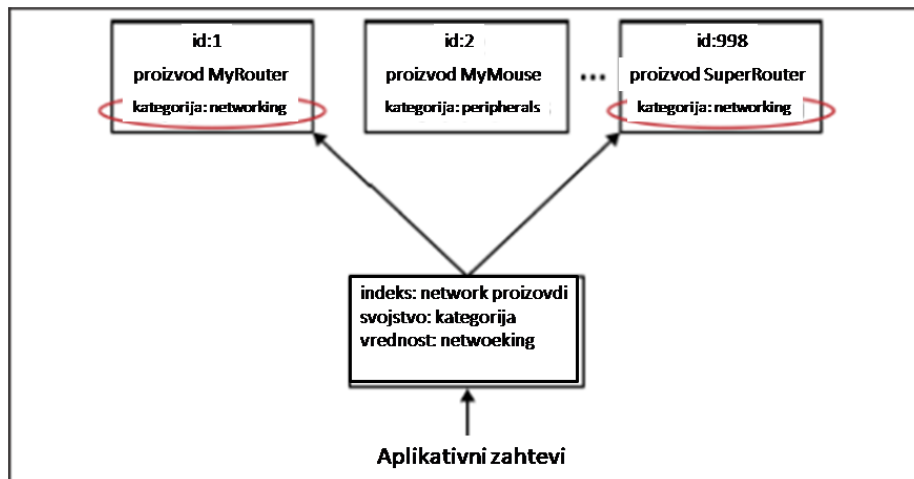 id:1
proizvod MyRouter
kategorija: networking
id:2
proizvod MyMouse
kategorija: peripherals
...
id:998
proizvod SuperRouter
kategorija: networking
indeks: network proizovdi
svojstvo: kategorija
vrednost: netwoeking
Aplikativni zahtevi